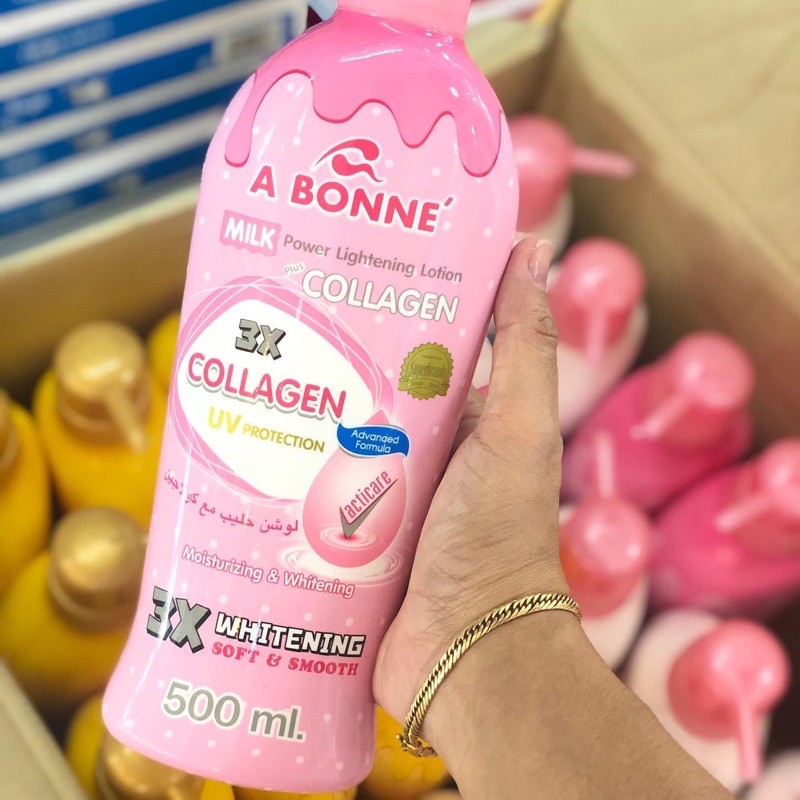 A BONNE´
MILK Power Lightening Lotion
Plus COLLAGEN
3X
COLLAGEN
UV PROTECTION
Advanced
Formula
acticare
لوشن حليب مع كولاجين
Moisturizing & Whitening
3X WHITENING
SOFT & SMOOTH
500 ml.